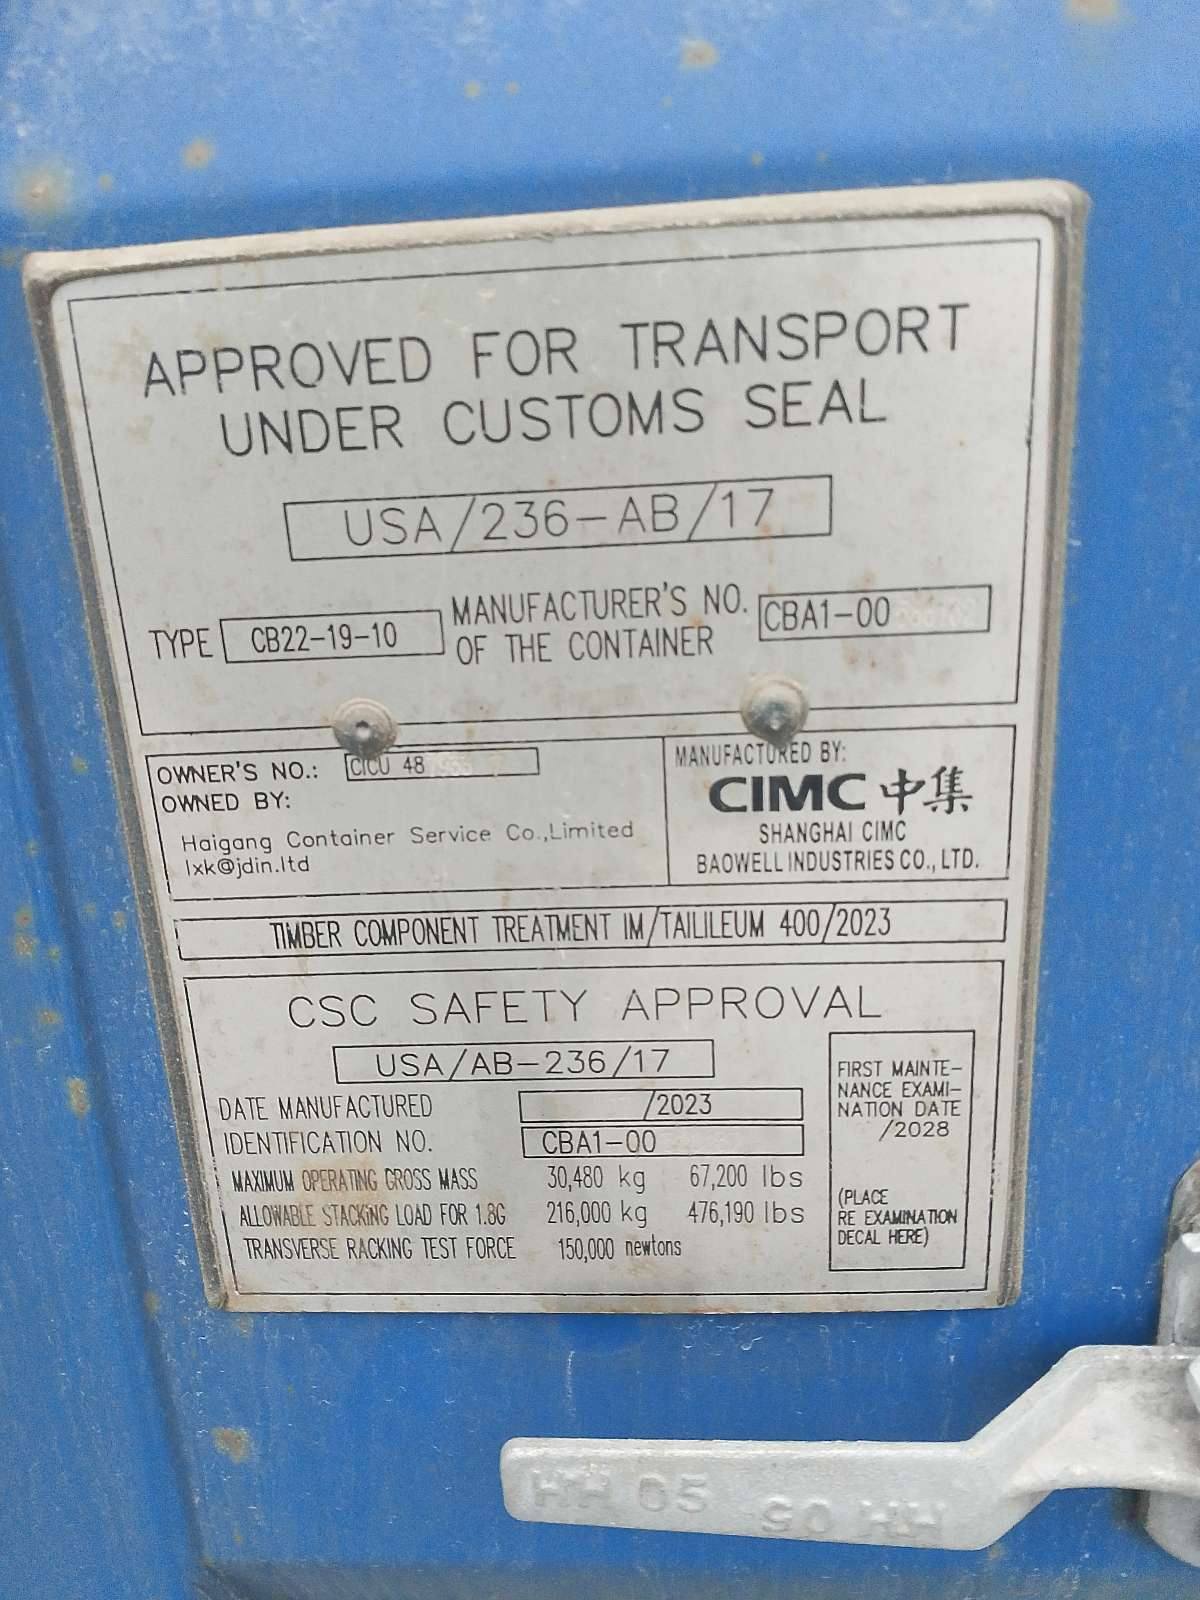 APPROVED FOR TRANSPORT
UNDER CUSTOMS SEAL
USA/236-AB/17
TYPE CB22-19-10
MANUFACTURER'S NO.
OF THE CONTAINER
CBA1-00
OWNER'S NO.: CICU 48
OWNED BY:
Haigang Container Service Co.,Limited
lxk@jdin.ltd
MANUFACTURED BY:
CIMC 中集
SHANGHAI CIMC
BAOWELL INDUSTRIES CO., LTD.
TIMBER COMPONENT TREATMENT IM/TAILILEUM 400/2023
CSC SAFETY APPROVAL
USA/AB-236/17
DATE MANUFACTURED /2023
IDENTIFICATION NO. CBA1-00
MAXIMUM OPERATING GROSS MASS 30,480 kg 67,200 lbs
ALLOWABLE STACKING LOAD FOR 1.8G 216,000 kg 476,190 lbs
TRANSVERSE RACKING TEST FORCE 150,000 newtons
FIRST MAINTE-
NANCE EXAMI-
NATION DATE
/2028
(PLACE
RE EXAMINATION
DECAL HERE)
HH 05
50 HH